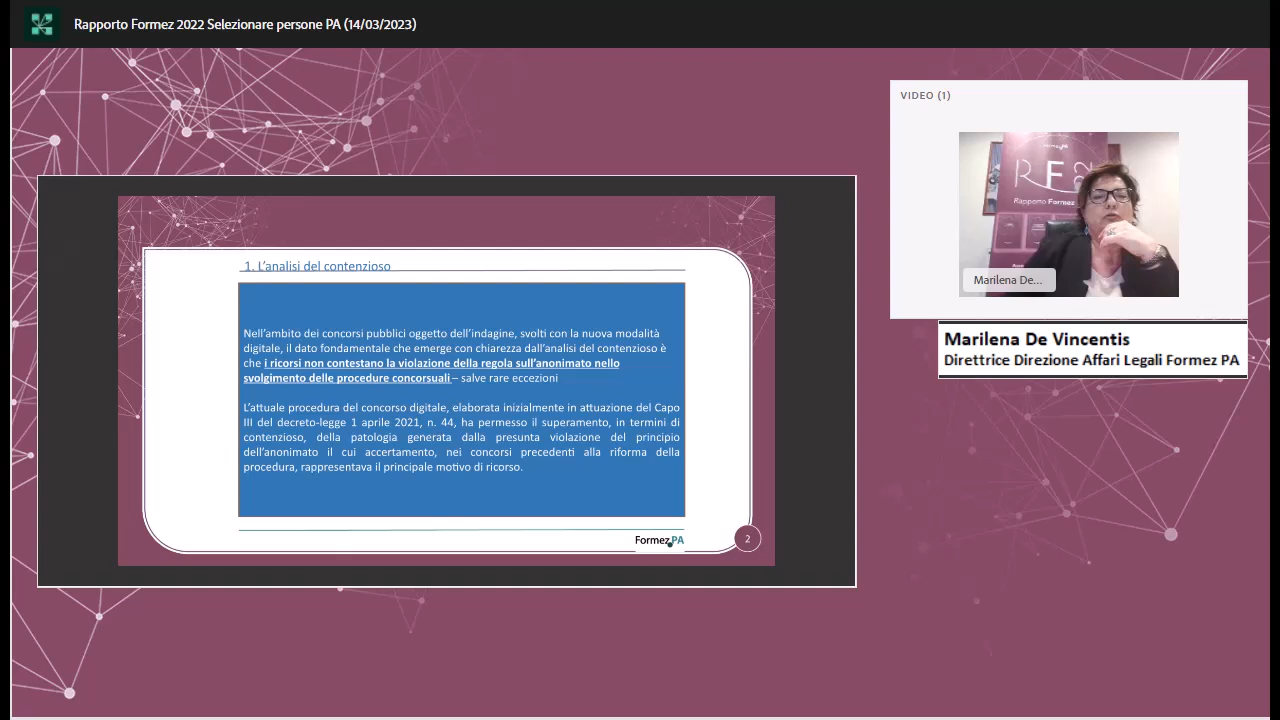 Rapporto Formez 2022 Selezionare persone PA (14/03/2023)
VIDEO (1)
Rapporto Formez
Marilena De...
Marilena De Vincentis
Direttrice Direzione Affari Legali Formez PA
1. L'analisi del contenzioso
Nell'ambito dei concorsi pubblici oggetto dell'indagine, svolti con la nuova modalità
digitale, il dato fondamentale che emerge con chiarezza dall'analisi del contenzioso è
che i ricorsi non contestano la violazione della regola sull'anonimato nello
svolgimento delle procedure concorsuali – salve rare eccezioni
L'attuale procedura del concorso digitale, elaborata inizialmente in attuazione del Capo
III del decreto-legge 1 aprile 2021, n. 44, ha permesso il superamento, in termini di
contenzioso, della patologia generata dalla presunta violazione del principio
dell'anonimato il cui accertamento, nei concorsi precedenti alla riforma della
procedura, rappresentava il principale motivo di ricorso.
Formez PA
2